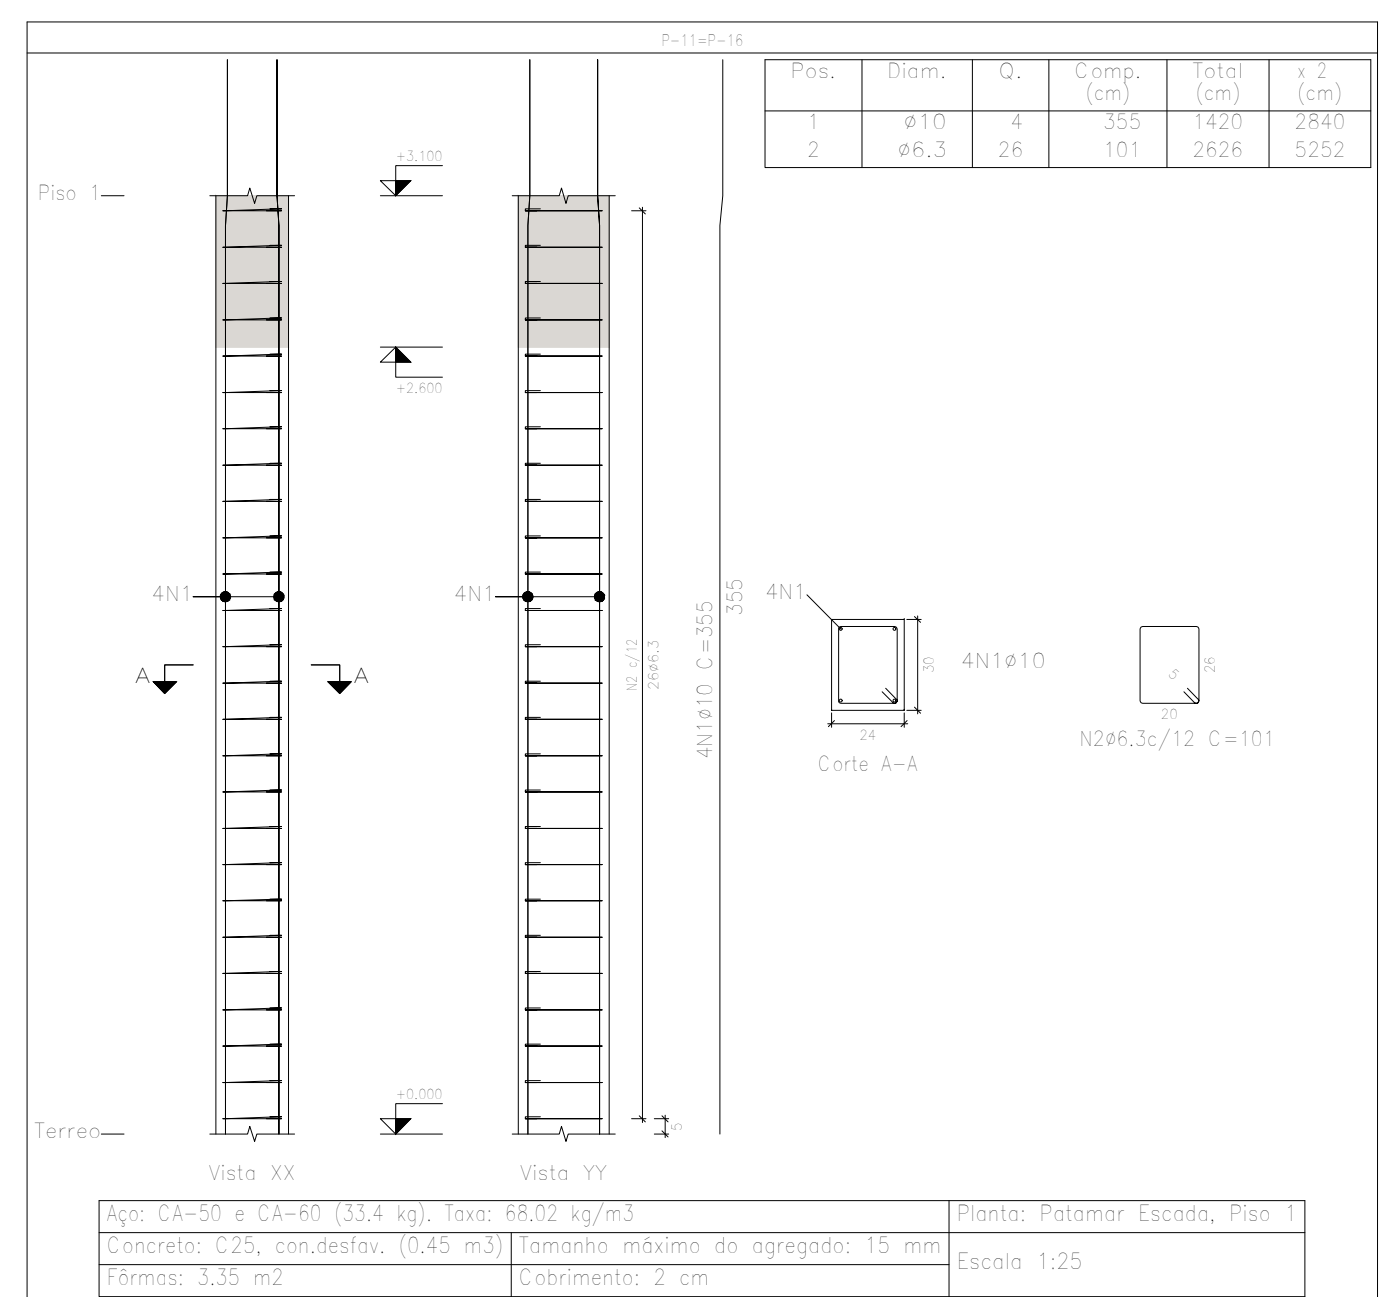 P-11=P-16
Pos. Diam. Q. Comp. (cm) Total (cm) x 2 (cm)
1 ø10 4 355 1420 2840
2 ø6.3 26 101 2626 5252
+3.100
Piso 1
+2.600
4N1
4N1
N2 c/12
26ø6.3
4N1ø10 C=355
355
A
A
4N1
30
24
4N1ø10
Corte A-A
5
26
20
N2ø6.3c/12 C=101
+0.000
Terreo
5
Vista XX
Vista YY
Aço: CA-50 e CA-60 (33.4 kg). Taxa: 68.02 kg/m3
Planta: Patamar Escada, Piso 1
Concreto: C25, con.desfav. (0.45 m3)
Tamanho máximo do agregado: 15 mm
Escala 1:25
Fôrmas: 3.35 m2
Cobrimento: 2 cm